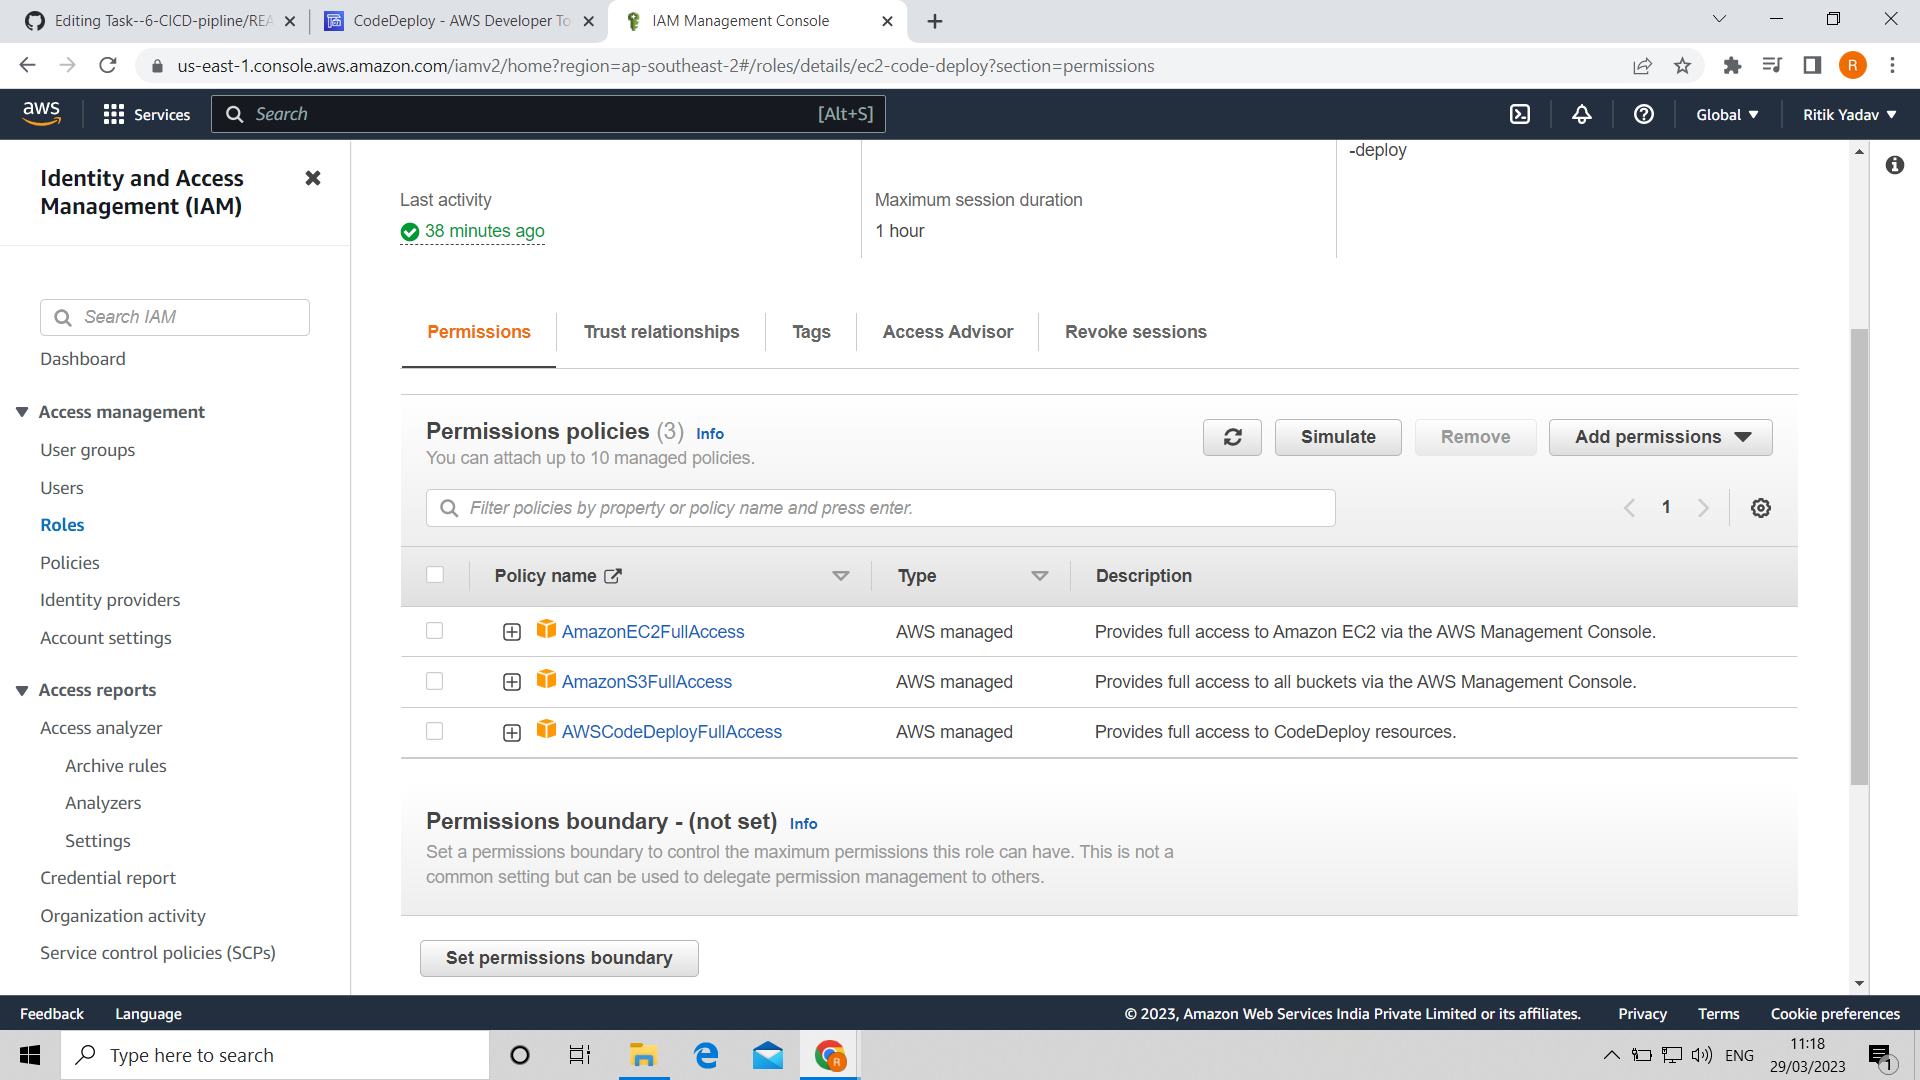 Editing Task--6-CICD-pipline/REA
CodeDeploy - AWS Developer To
IAM Management Console
us-east-1.console.aws.amazon.com/iamv2/home?region=ap-southeast-2#/roles/details/ec2-code-deploy?section=permissions
R
aws
Services
Search
[Alt+S]
Global
Ritik Yadav
Identity and Access
Management (IAM)
Search IAM
Dashboard
Access management
User groups
Users
Roles
Policies
Identity providers
Account settings
Access reports
Access analyzer
Archive rules
Analyzers
Settings
Credential report
Organization activity
Service control policies (SCPs)
-deploy
Last activity
38 minutes ago
Maximum session duration
1 hour
Permissions
Trust relationships
Tags
Access Advisor
Revoke sessions
Permissions policies (3) Info
You can attach up to 10 managed policies.
Simulate
Remove
Add permissions
Filter policies by property or policy name and press enter.
1
Policy name
Type
Description
AmazonEC2FullAccess
AWS managed
Provides full access to Amazon EC2 via the AWS Management Console.
AmazonS3FullAccess
AWS managed
Provides full access to all buckets via the AWS Management Console.
AWSCodeDeployFullAccess
AWS managed
Provides full access to CodeDeploy resources.
Permissions boundary - (not set) Info
Set a permissions boundary to control the maximum permissions this role can have. This is not a
common setting but can be used to delegate permission management to others.
Set permissions boundary
Feedback
Language
© 2023, Amazon Web Services India Private Limited or its affiliates.
Privacy
Terms
Cookie preferences
Type here to search
R
ENG
11:18
29/03/2023
1